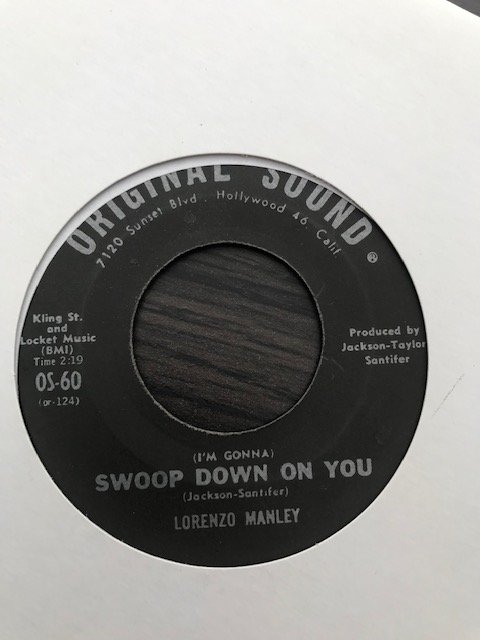 ORIGINAL SOUND ®
7120 Sunset Blvd. Hollywood 46, Calif
Kling St.
and
Locket Music
(BMI)
Time 2:19
OS-60
(or-124)
Produced by
Jackson-Taylor
Santifer
(I'M GONNA)
SWOOP DOWN ON YOU
(Jackson-Santifer)
LORENZO MANLEY